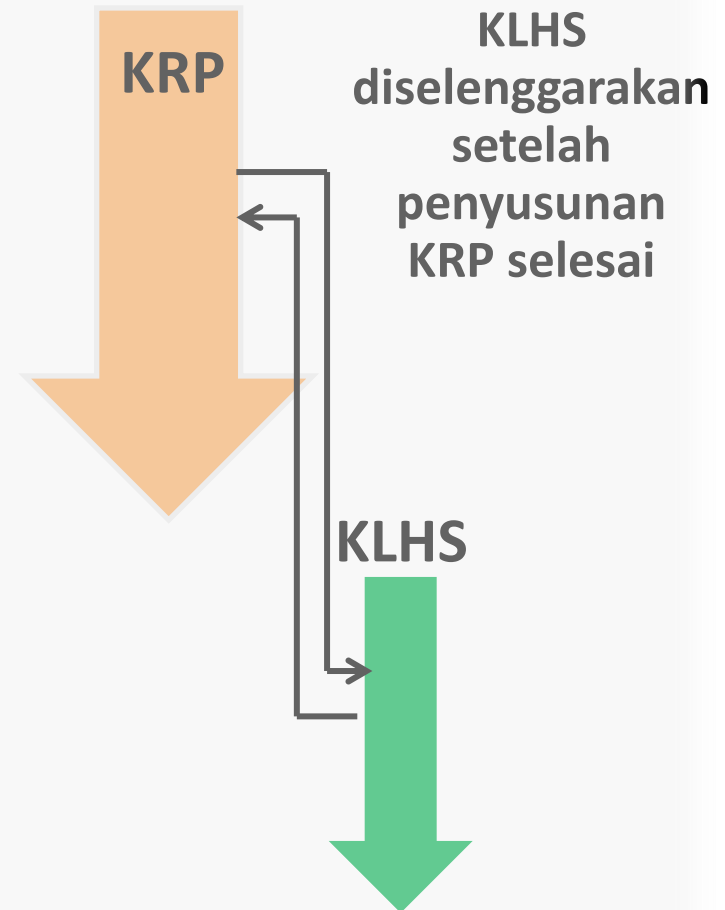 KRP
KLHS
diselenggarakan
setelah
penyusunan
KRP selesai
KLHS